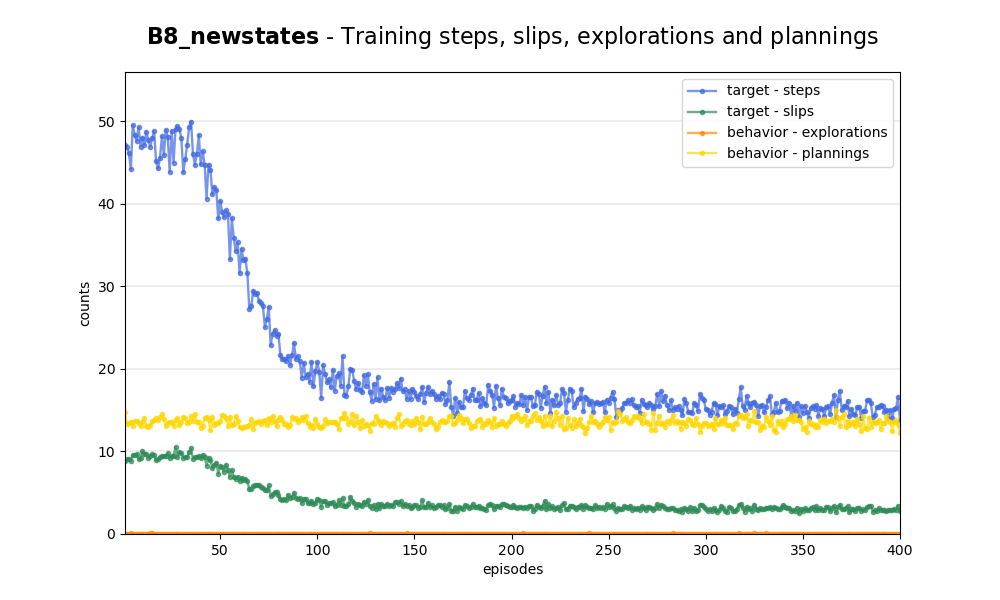 B8_newstates - Training steps, slips, explorations and plannings
target - steps
target - slips
behavior - explorations
behavior - plannings
counts
50
40
30
20
10
0
50 100 150 200 250 300 350 400
episodes